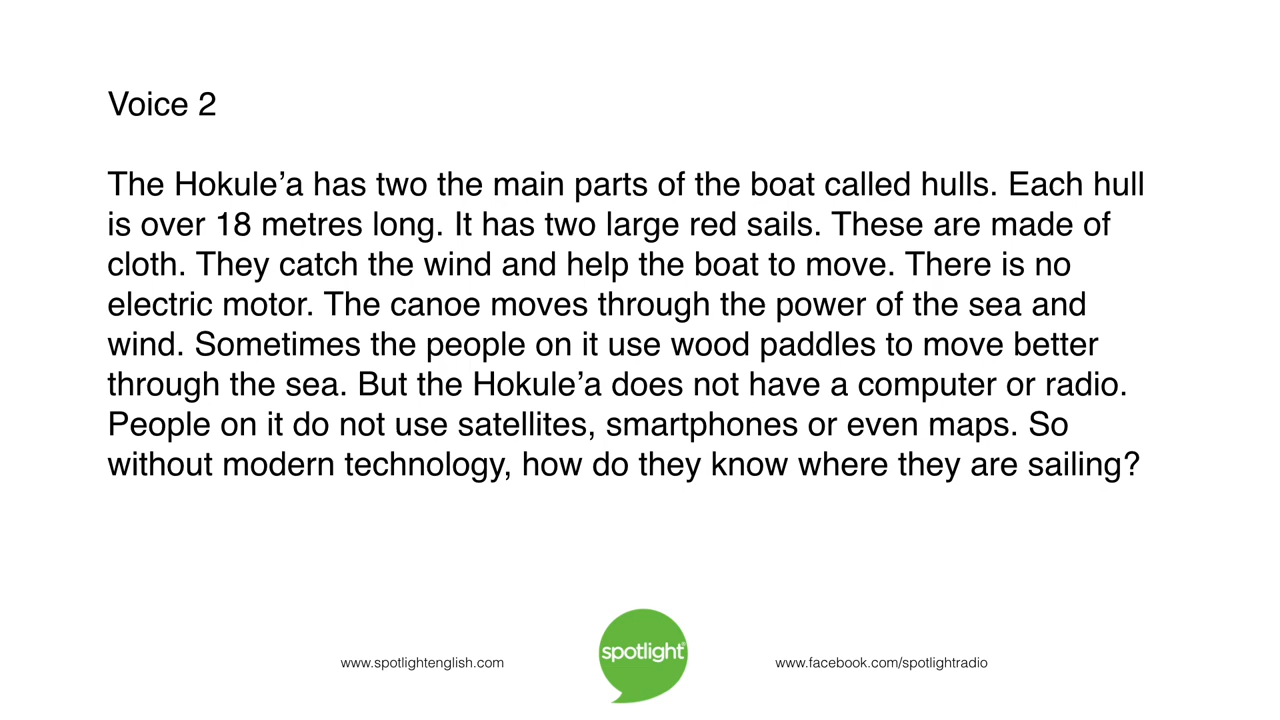 Voice 2
The Hokule’a has two the main parts of the boat called hulls. Each hull
is over 18 metres long. It has two large red sails. These are made of
cloth. They catch the wind and help the boat to move. There is no
electric motor. The canoe moves through the power of the sea and
wind. Sometimes the people on it use wood paddles to move better
through the sea. But the Hokule’a does not have a computer or radio.
People on it do not use satellites, smartphones or even maps. So
without modern technology, how do they know where they are sailing?
www.spotlightenglish.com
spotlight®
www.facebook.com/spotlightradio